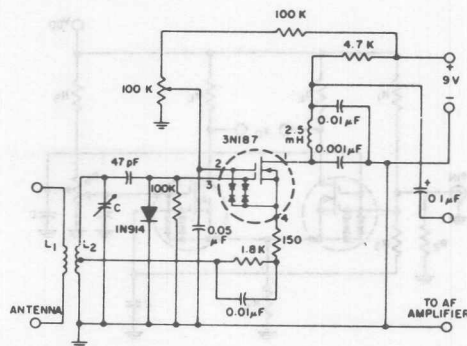 100 K
4.7 K
+
9V
−
100 K
0.01µF
3N187
2.5
mH
1
0.001µF
47 pF
2
3
100K
C
+
0.1µF
4
1N914
0.05
µF
150
L1
L2
1.8K
0.01µF
ANTENNA
TO AF
AMPLIFIER